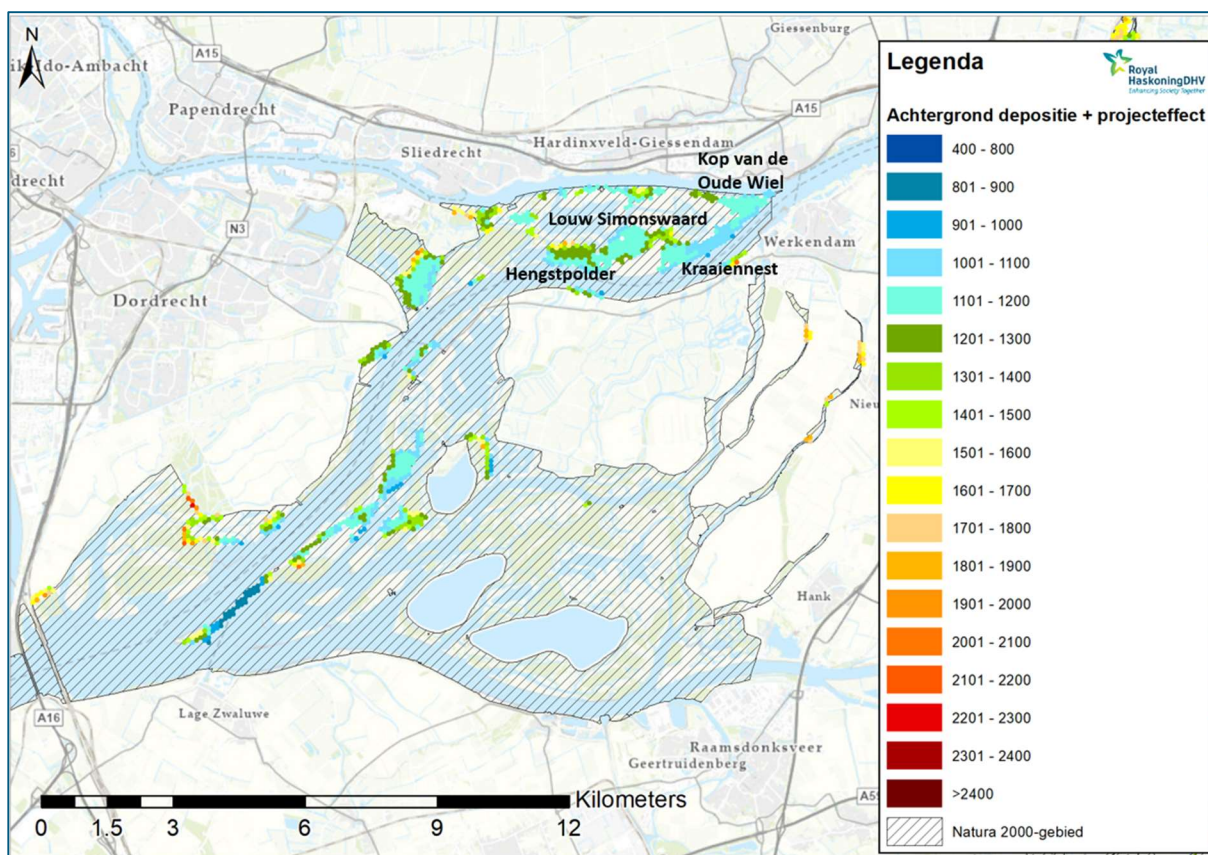 N
A15
Giessenburg
Papendrecht
A15
Hardinxveld-Giessendam
Sliedrecht
Kop van de
Oude Wiel
Louw Simonswaard
N3
Werkendam
Hengstpolder
Kraaiennest
Dordrecht
Hank
Lage Zwaluwe
A16
Raamsdonksveer
Geertruidenberg
Kilometers
0 1.5 3 6 9 12
Legenda
Royal
HaskoningDHV
Enhancing Society Together
Achtergrond depositie + projecteffect
400 - 800
801 - 900
901 - 1000
1001 - 1100
1101 - 1200
1201 - 1300
1301 - 1400
1401 - 1500
1501 - 1600
1601 - 1700
1701 - 1800
1801 - 1900
1901 - 2000
2001 - 2100
2101 - 2200
2201 - 2300
2301 - 2400
>2400
Natura 2000-gebied